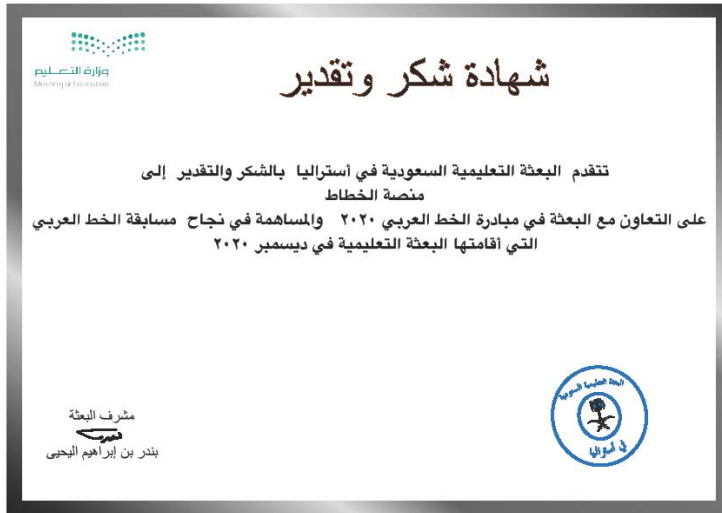 وزارة التعليم
Ministry of Education
شهادة شكر وتقدير
تتقدم البعثة التعليمية السعودية في أستراليا بالشكر والتقدير إلى
منصة الخطاط
على التعاون مع البعثة في مبادرة الخط العربي ٢٠٢٠ والمساهمة في نجاح مسابقة الخط العربي
التي أقامتها البعثة التعليمية في ديسمبر ٢٠٢٠
البعثة التعليمية السعودية
في أستراليا
مشرف البعثة
بندر بن إبراهيم اليحيى